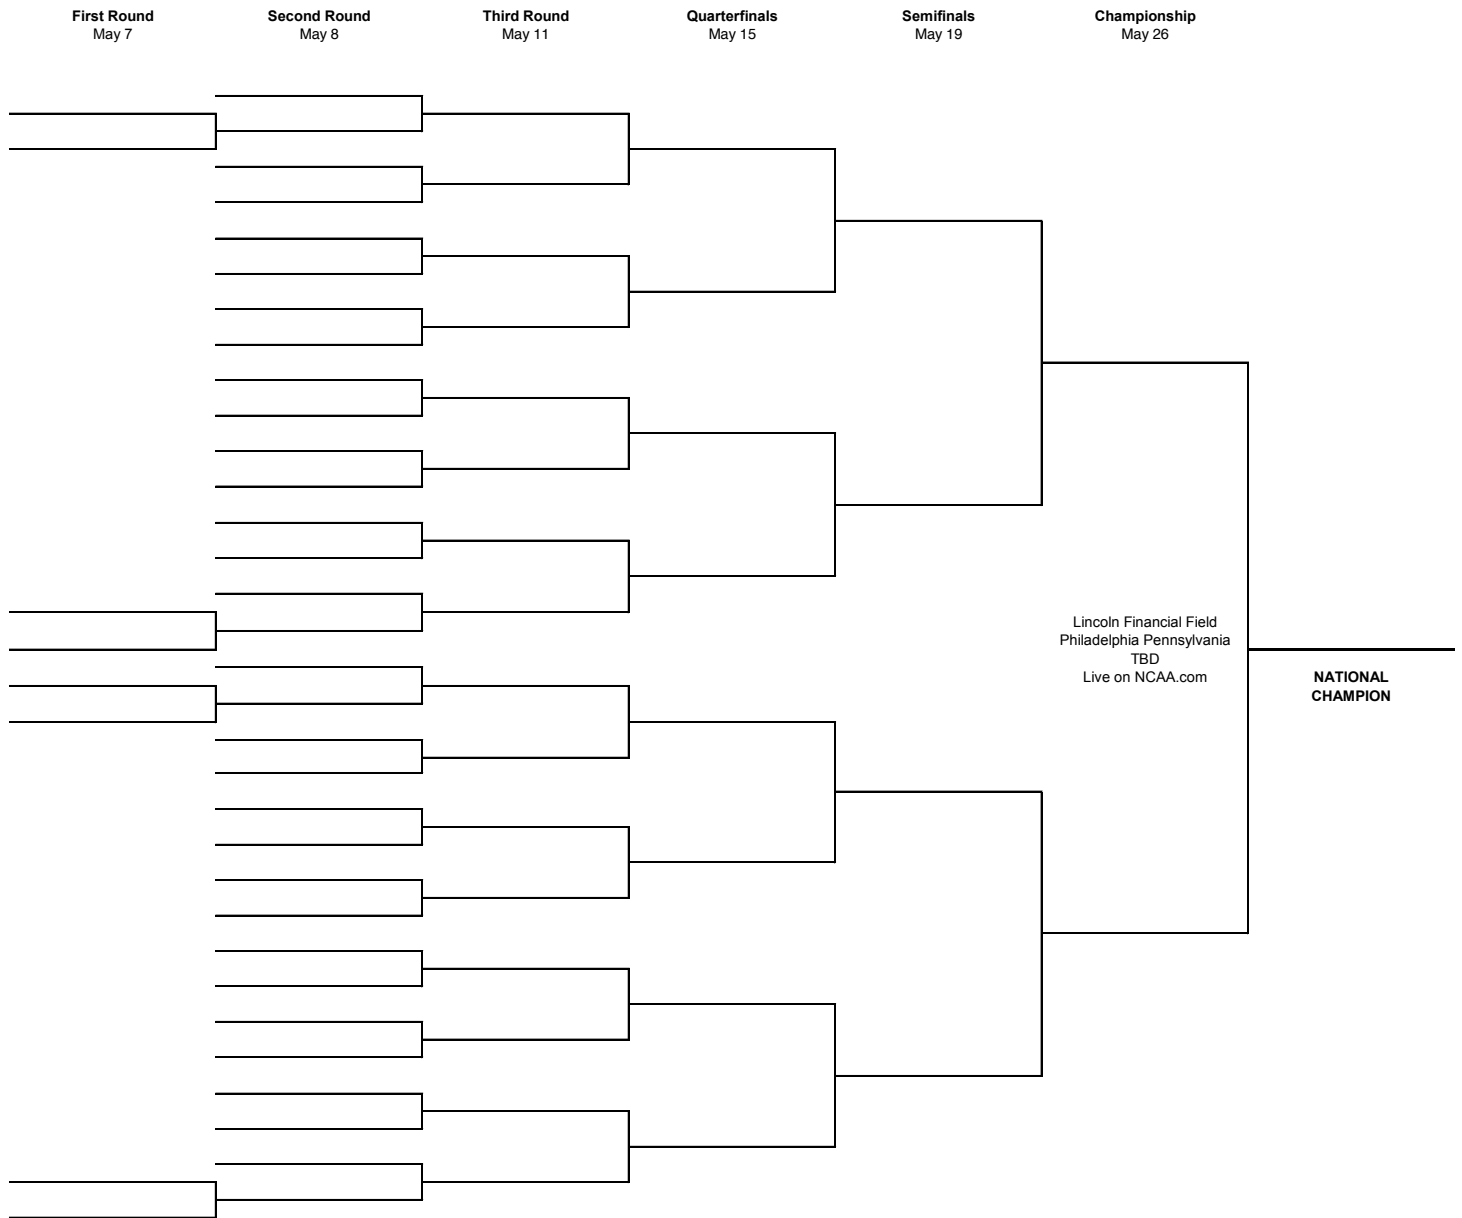 First Round
May 7
Second Round
May 8
Third Round
May 11
Quarterfinals
May 15
Semifinals
May 19
Championship
May 26
Lincoln Financial Field
Philadelphia Pennsylvania
TBD
Live on NCAA.com
NATIONAL
CHAMPION